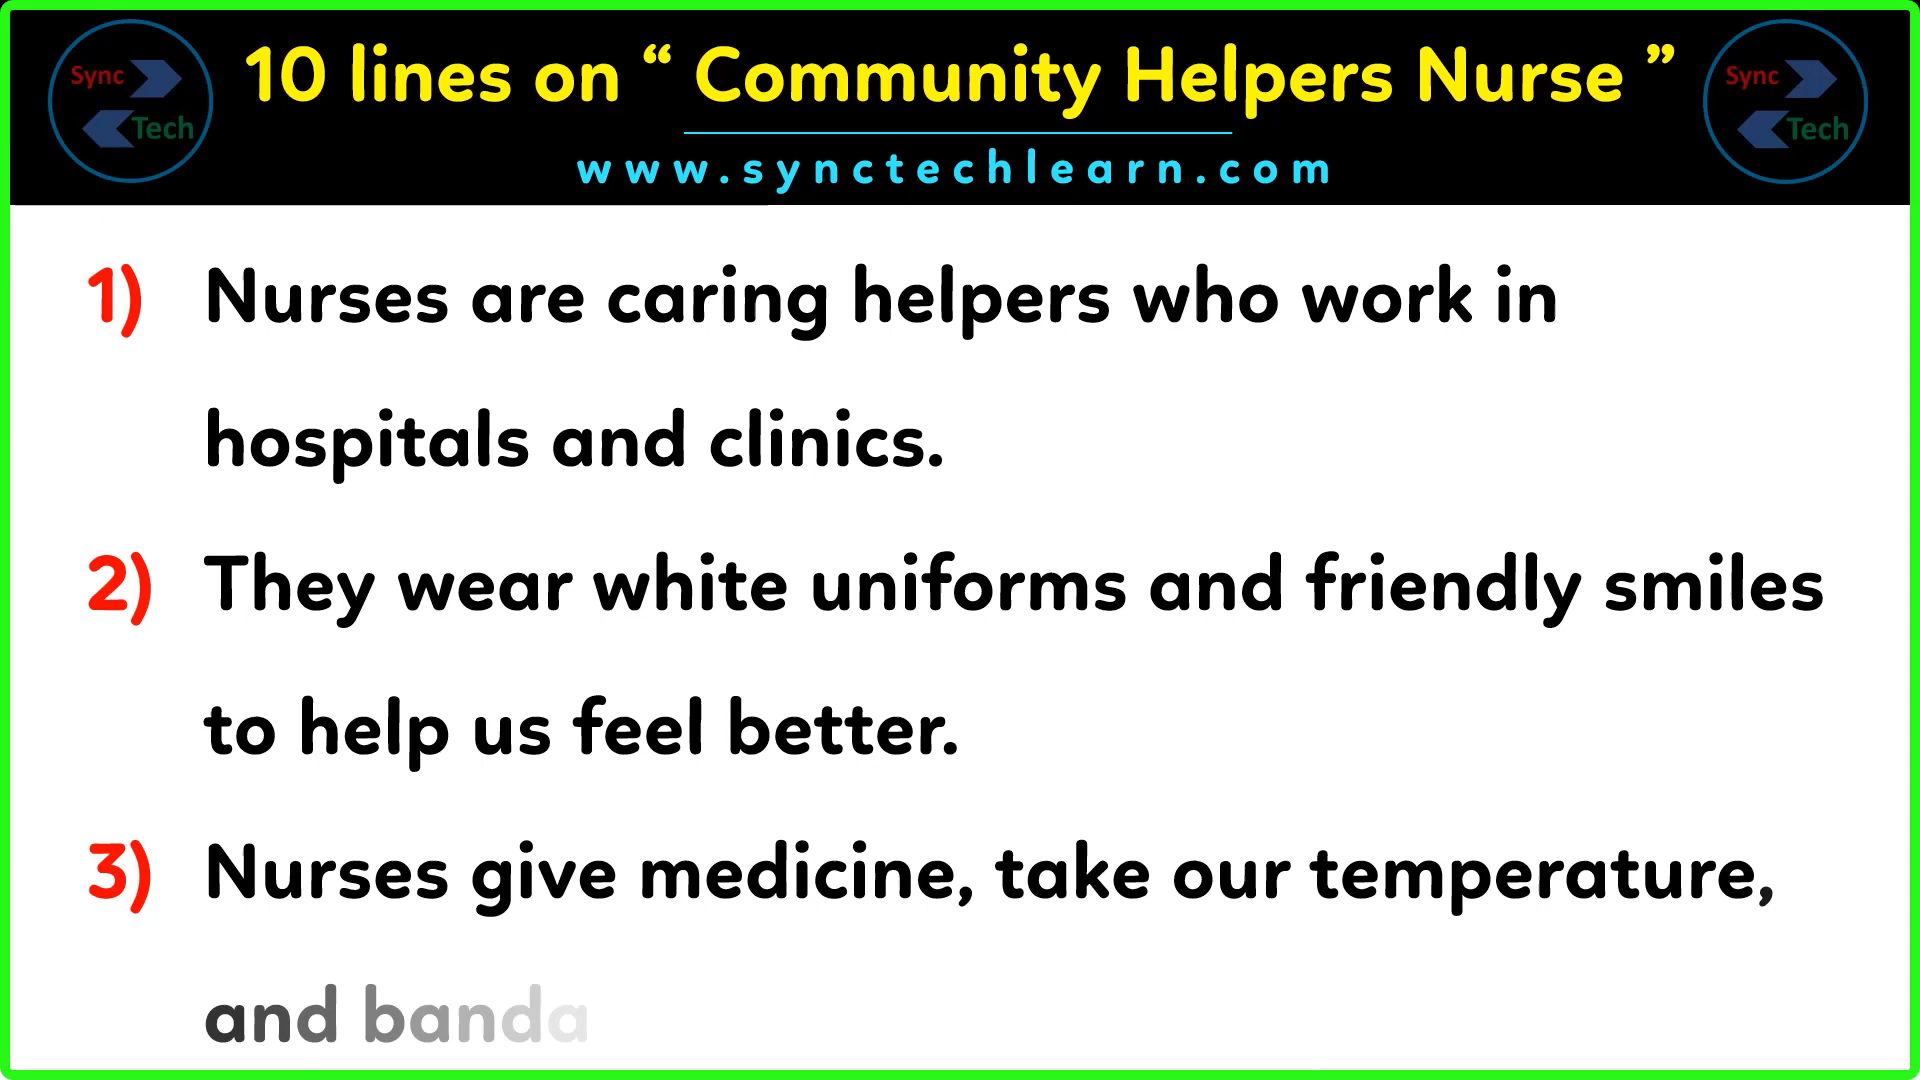 Sync
Tech
10 lines on “ Community Helpers Nurse ”
www.synctechlearn.com
Sync
Tech
1) Nurses are caring helpers who work in
hospitals and clinics.
2) They wear white uniforms and friendly smiles
to help us feel better.
3) Nurses give medicine, take our temperature,
and banda